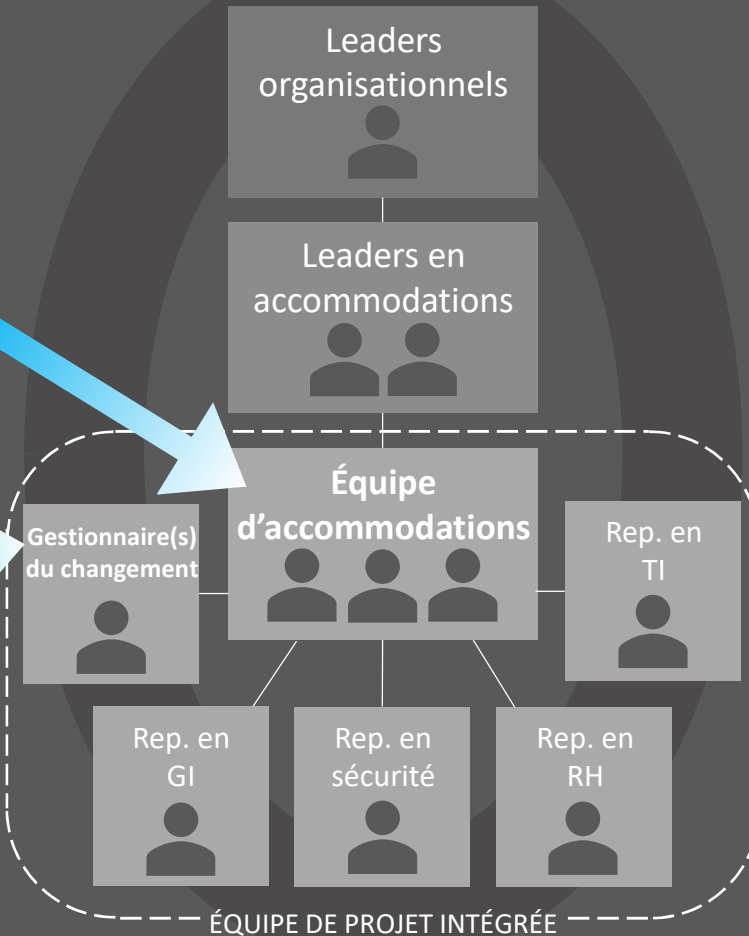 Leaders
organisationnels
Leaders en
accommodations
Équipe
d’accommodations
Gestionnaire(s)
du changement
Rep. en
TI
Rep. en
GI
Rep. en
sécurité
Rep. en
RH
ÉQUIPE DE PROJET INTÉGRÉE